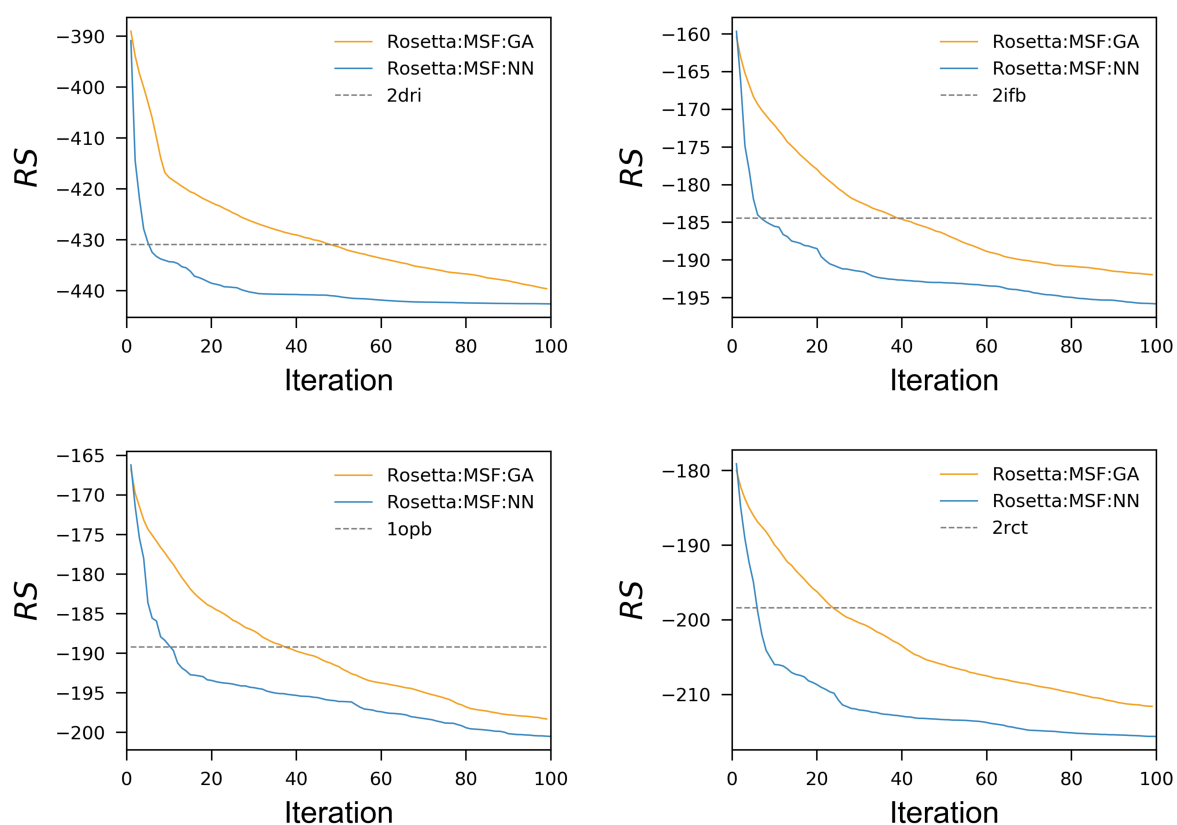 Rosetta:MSF:GA
Rosetta:MSF:NN
2dri
−390
−400
−410
−420
−430
−440
RS
0 20 40 60 80 100
Iteration
Rosetta:MSF:GA
Rosetta:MSF:NN
2ifb
−160
−165
−170
−175
−180
−185
−190
−195
RS
0 20 40 60 80 100
Iteration
Rosetta:MSF:GA
Rosetta:MSF:NN
1opb
−165
−170
−175
−180
−185
−190
−195
−200
RS
0 20 40 60 80 100
Iteration
Rosetta:MSF:GA
Rosetta:MSF:NN
2rct
−180
−190
−200
−210
RS
0 20 40 60 80 100
Iteration